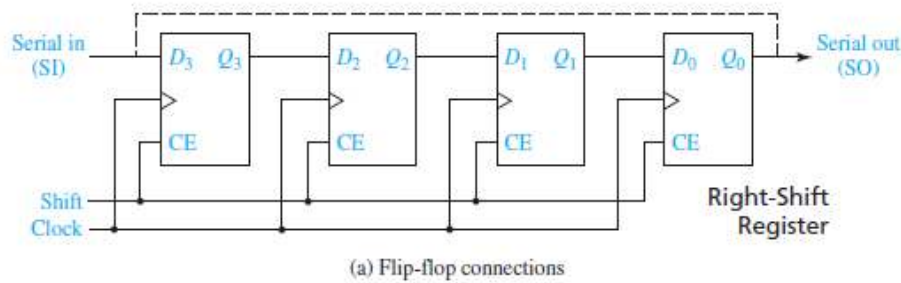 Serial in
(SI)
D₃ Q₃
CE
D₂ Q₂
CE
D₁ Q₁
CE
D₀ Q₀
CE
Serial out
(SO)
Shift
Clock
Right-Shift
Register
(a) Flip-flop connections